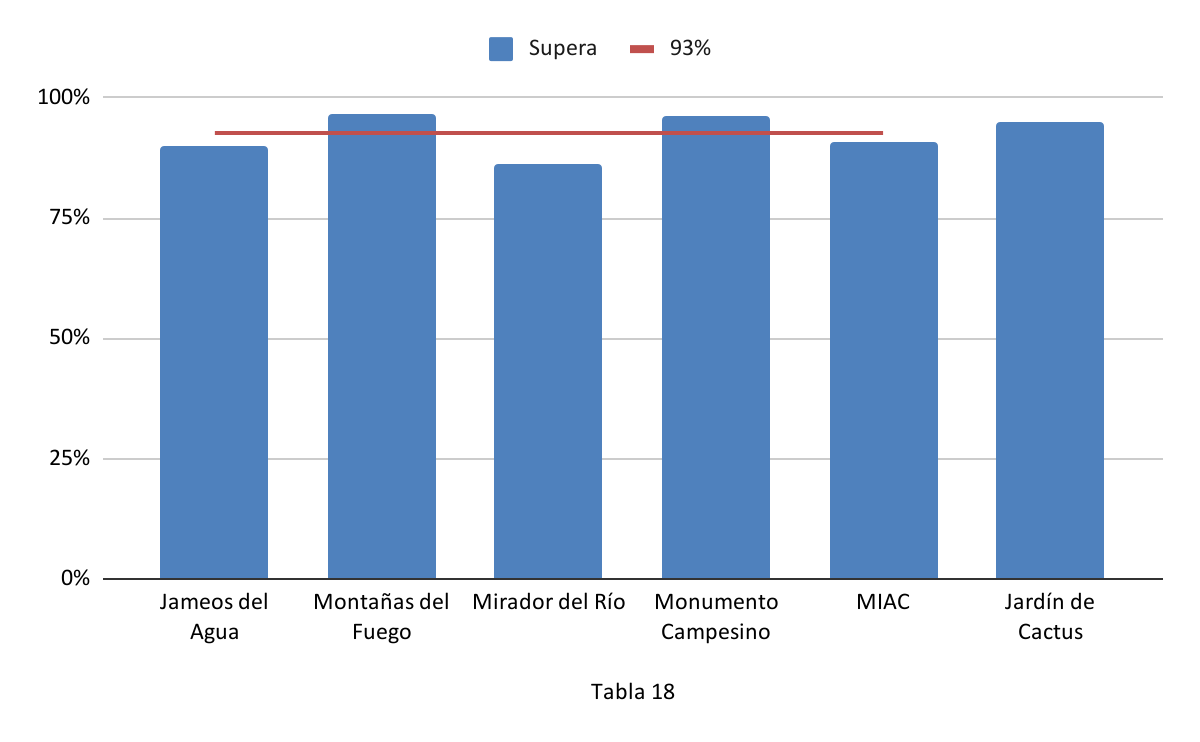 Supera 93%
100%
75%
50%
25%
0%
Jameos del Agua
Montañas del Fuego
Mirador del Río
Monumento Campesino
MIAC
Jardín de Cactus
Tabla 18